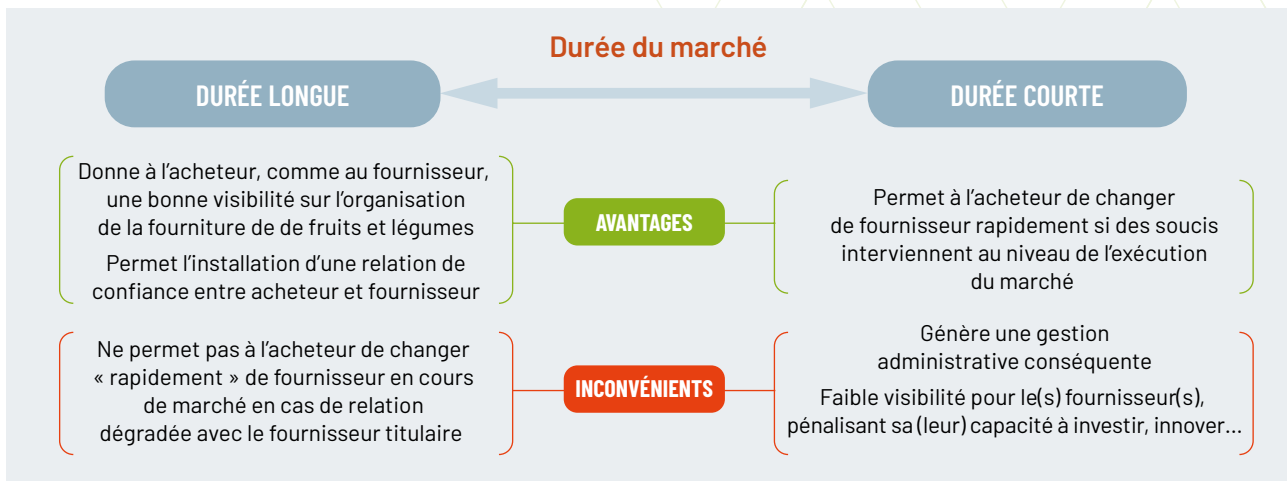 Durée du marché
DURÉE LONGUE
DURÉE COURTE
Donne à l'acheteur, comme au fournisseur,
une bonne visibilité sur l'organisation
de la fourniture de de fruits et légumes
Permet l'installation d'une relation de
confiance entre acheteur et fournisseur
AVANTAGES
Permet à l'acheteur de changer
de fournisseur rapidement si des soucis
interviennent au niveau de l'exécution
du marché
Ne permet pas à l'acheteur de changer
« rapidement » de fournisseur en cours
de marché en cas de relation
dégradée avec le fournisseur titulaire
INCONVÉNIENTS
Génère une gestion
administrative conséquente
Faible visibilité pour le(s) fournisseur(s),
pénalisant sa (leur) capacité à investir, innover...